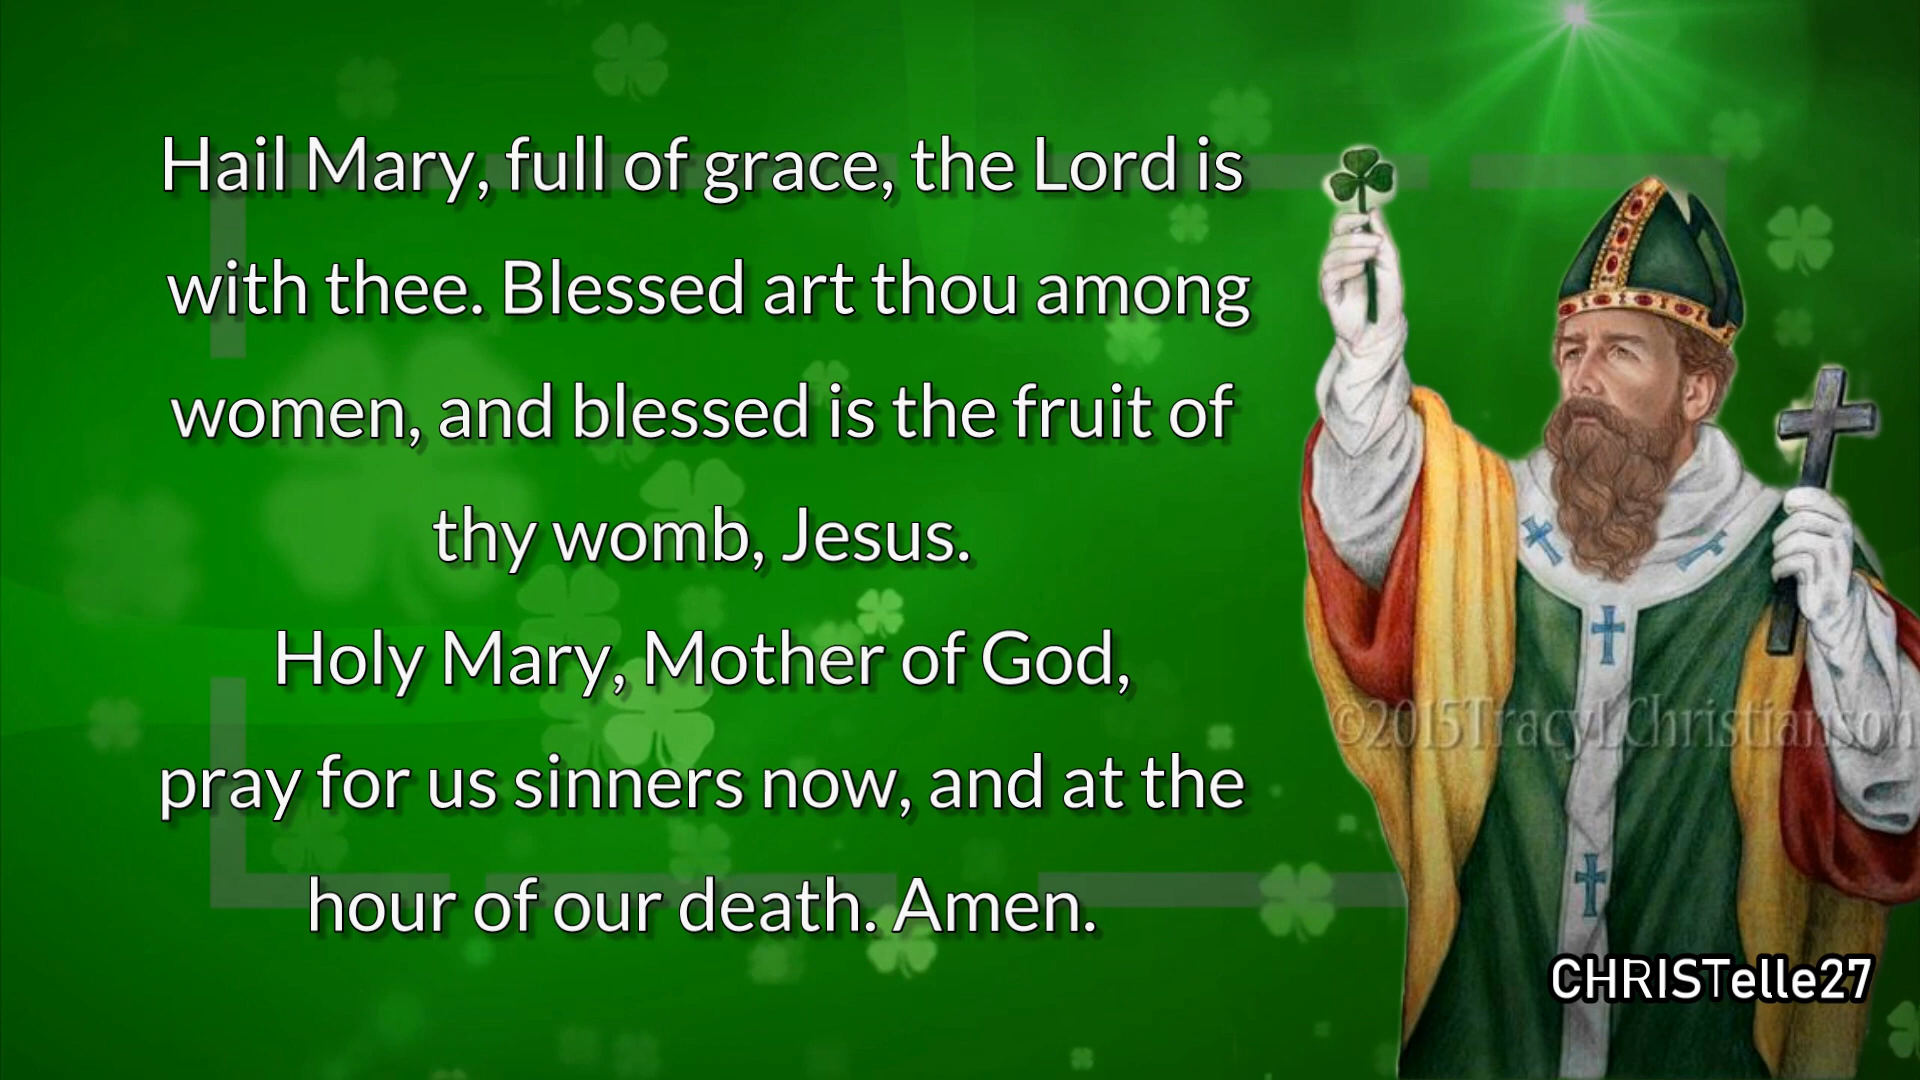 Hail Mary, full of grace, the Lord is
with thee. Blessed art thou among
women, and blessed is the fruit of
thy womb, Jesus.
Holy Mary, Mother of God,
pray for us sinners now, and at the
hour of our death. Amen.
©2015TracyLChristianson
CHRISTelle27